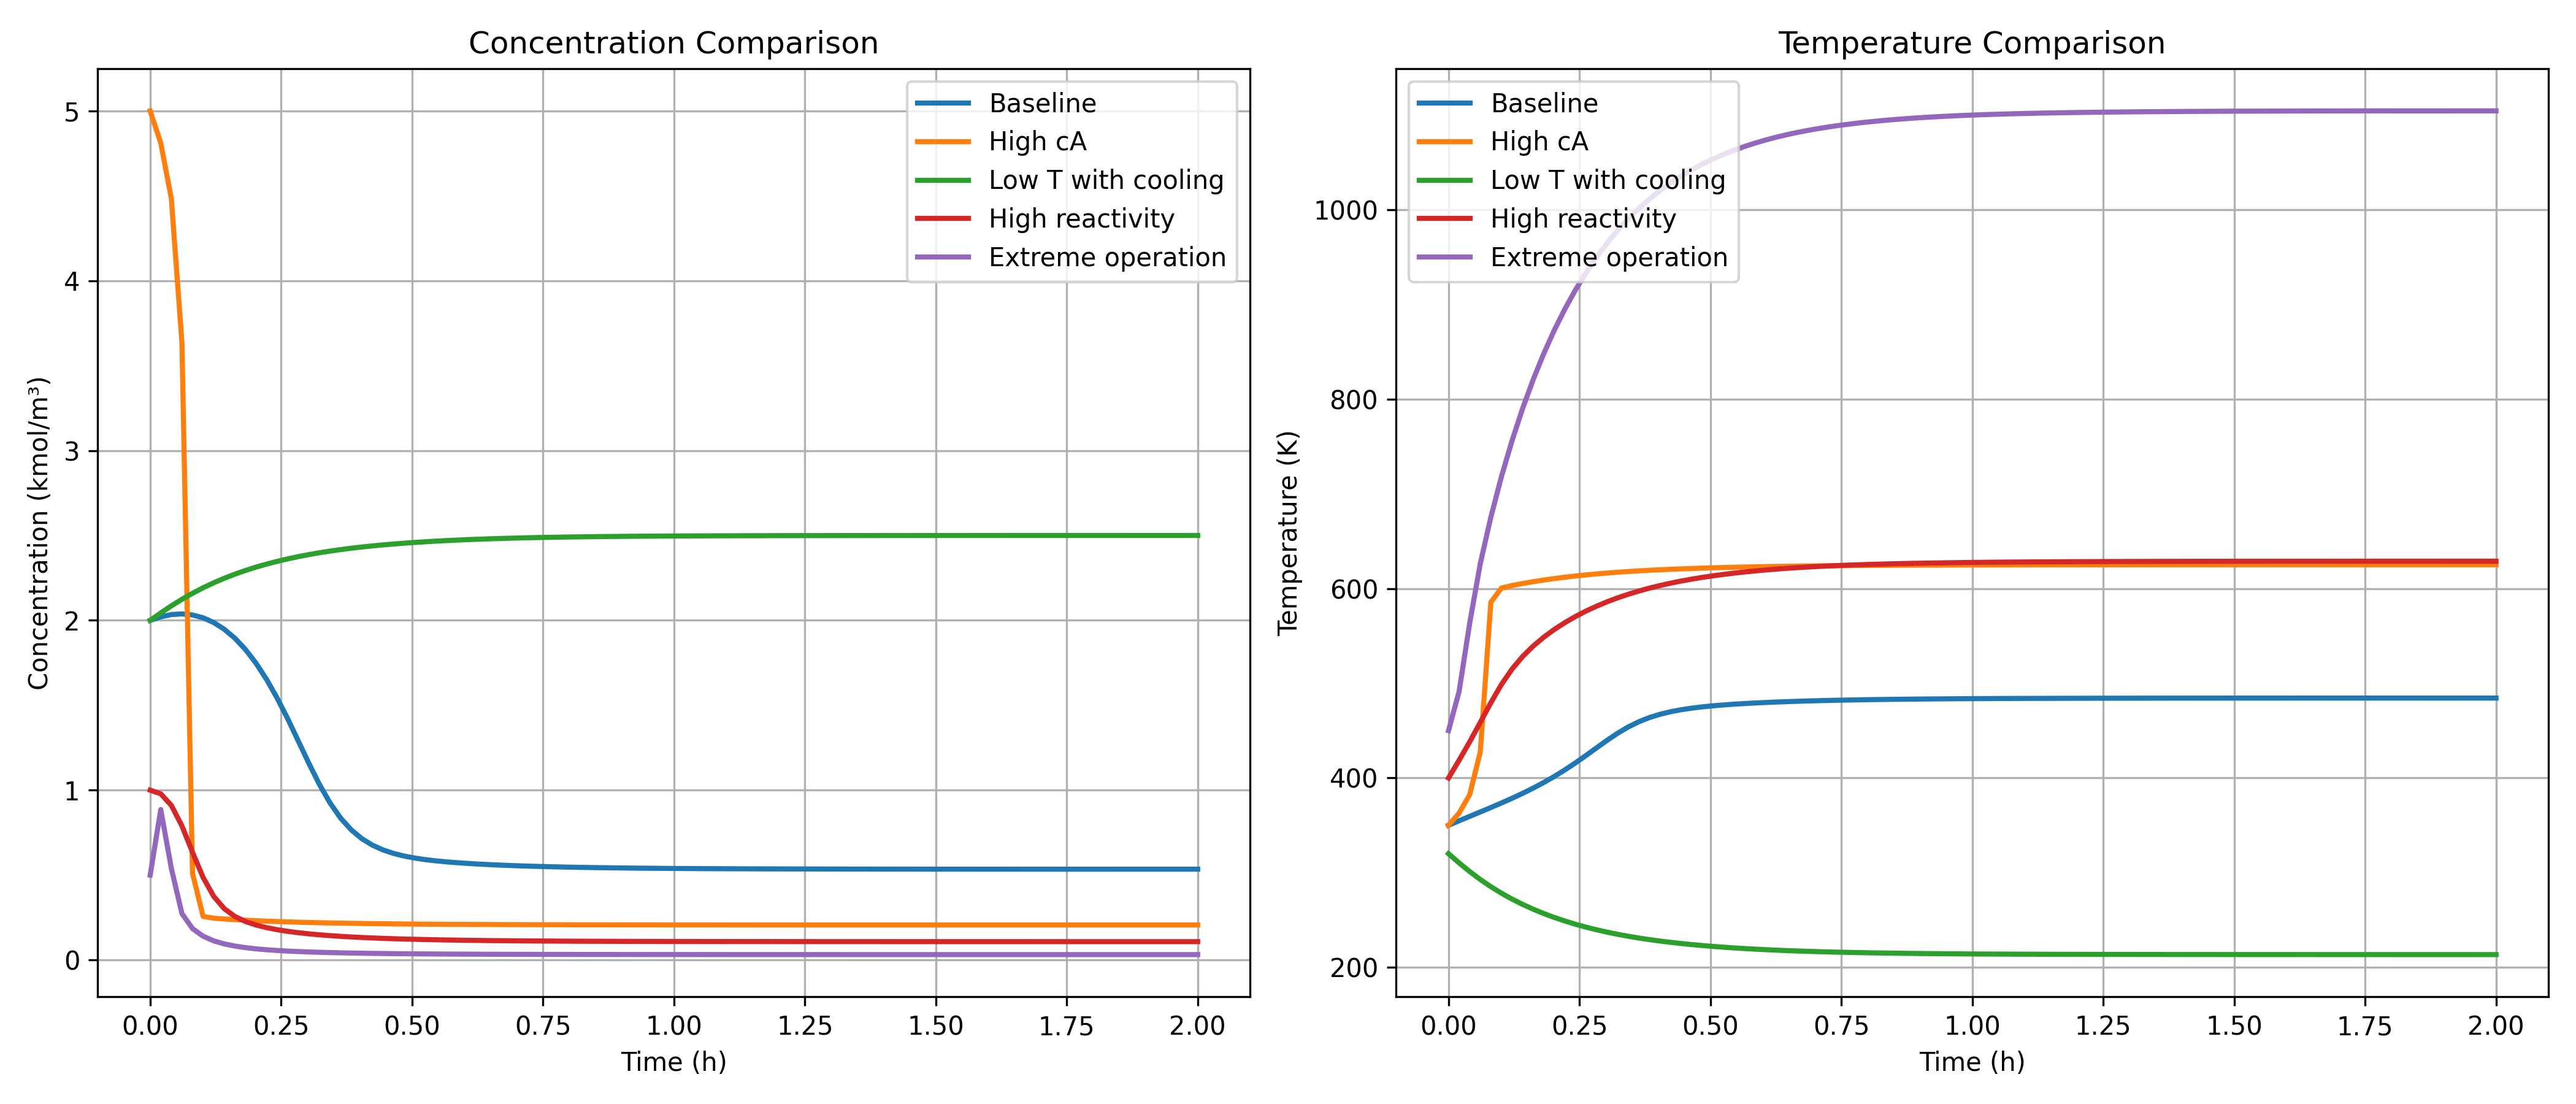 Concentration Comparison
Concentration (kmol/m³)
5
4
3
2
1
0
0.00 0.25 0.50 0.75 1.00 1.25 1.50 1.75 2.00
Time (h)
Baseline
High cA
Low T with cooling
High reactivity
Extreme operation
Temperature Comparison
Temperature (K)
1000
800
600
400
200
0.00 0.25 0.50 0.75 1.00 1.25 1.50 1.75 2.00
Time (h)
Baseline
High cA
Low T with cooling
High reactivity
Extreme operation